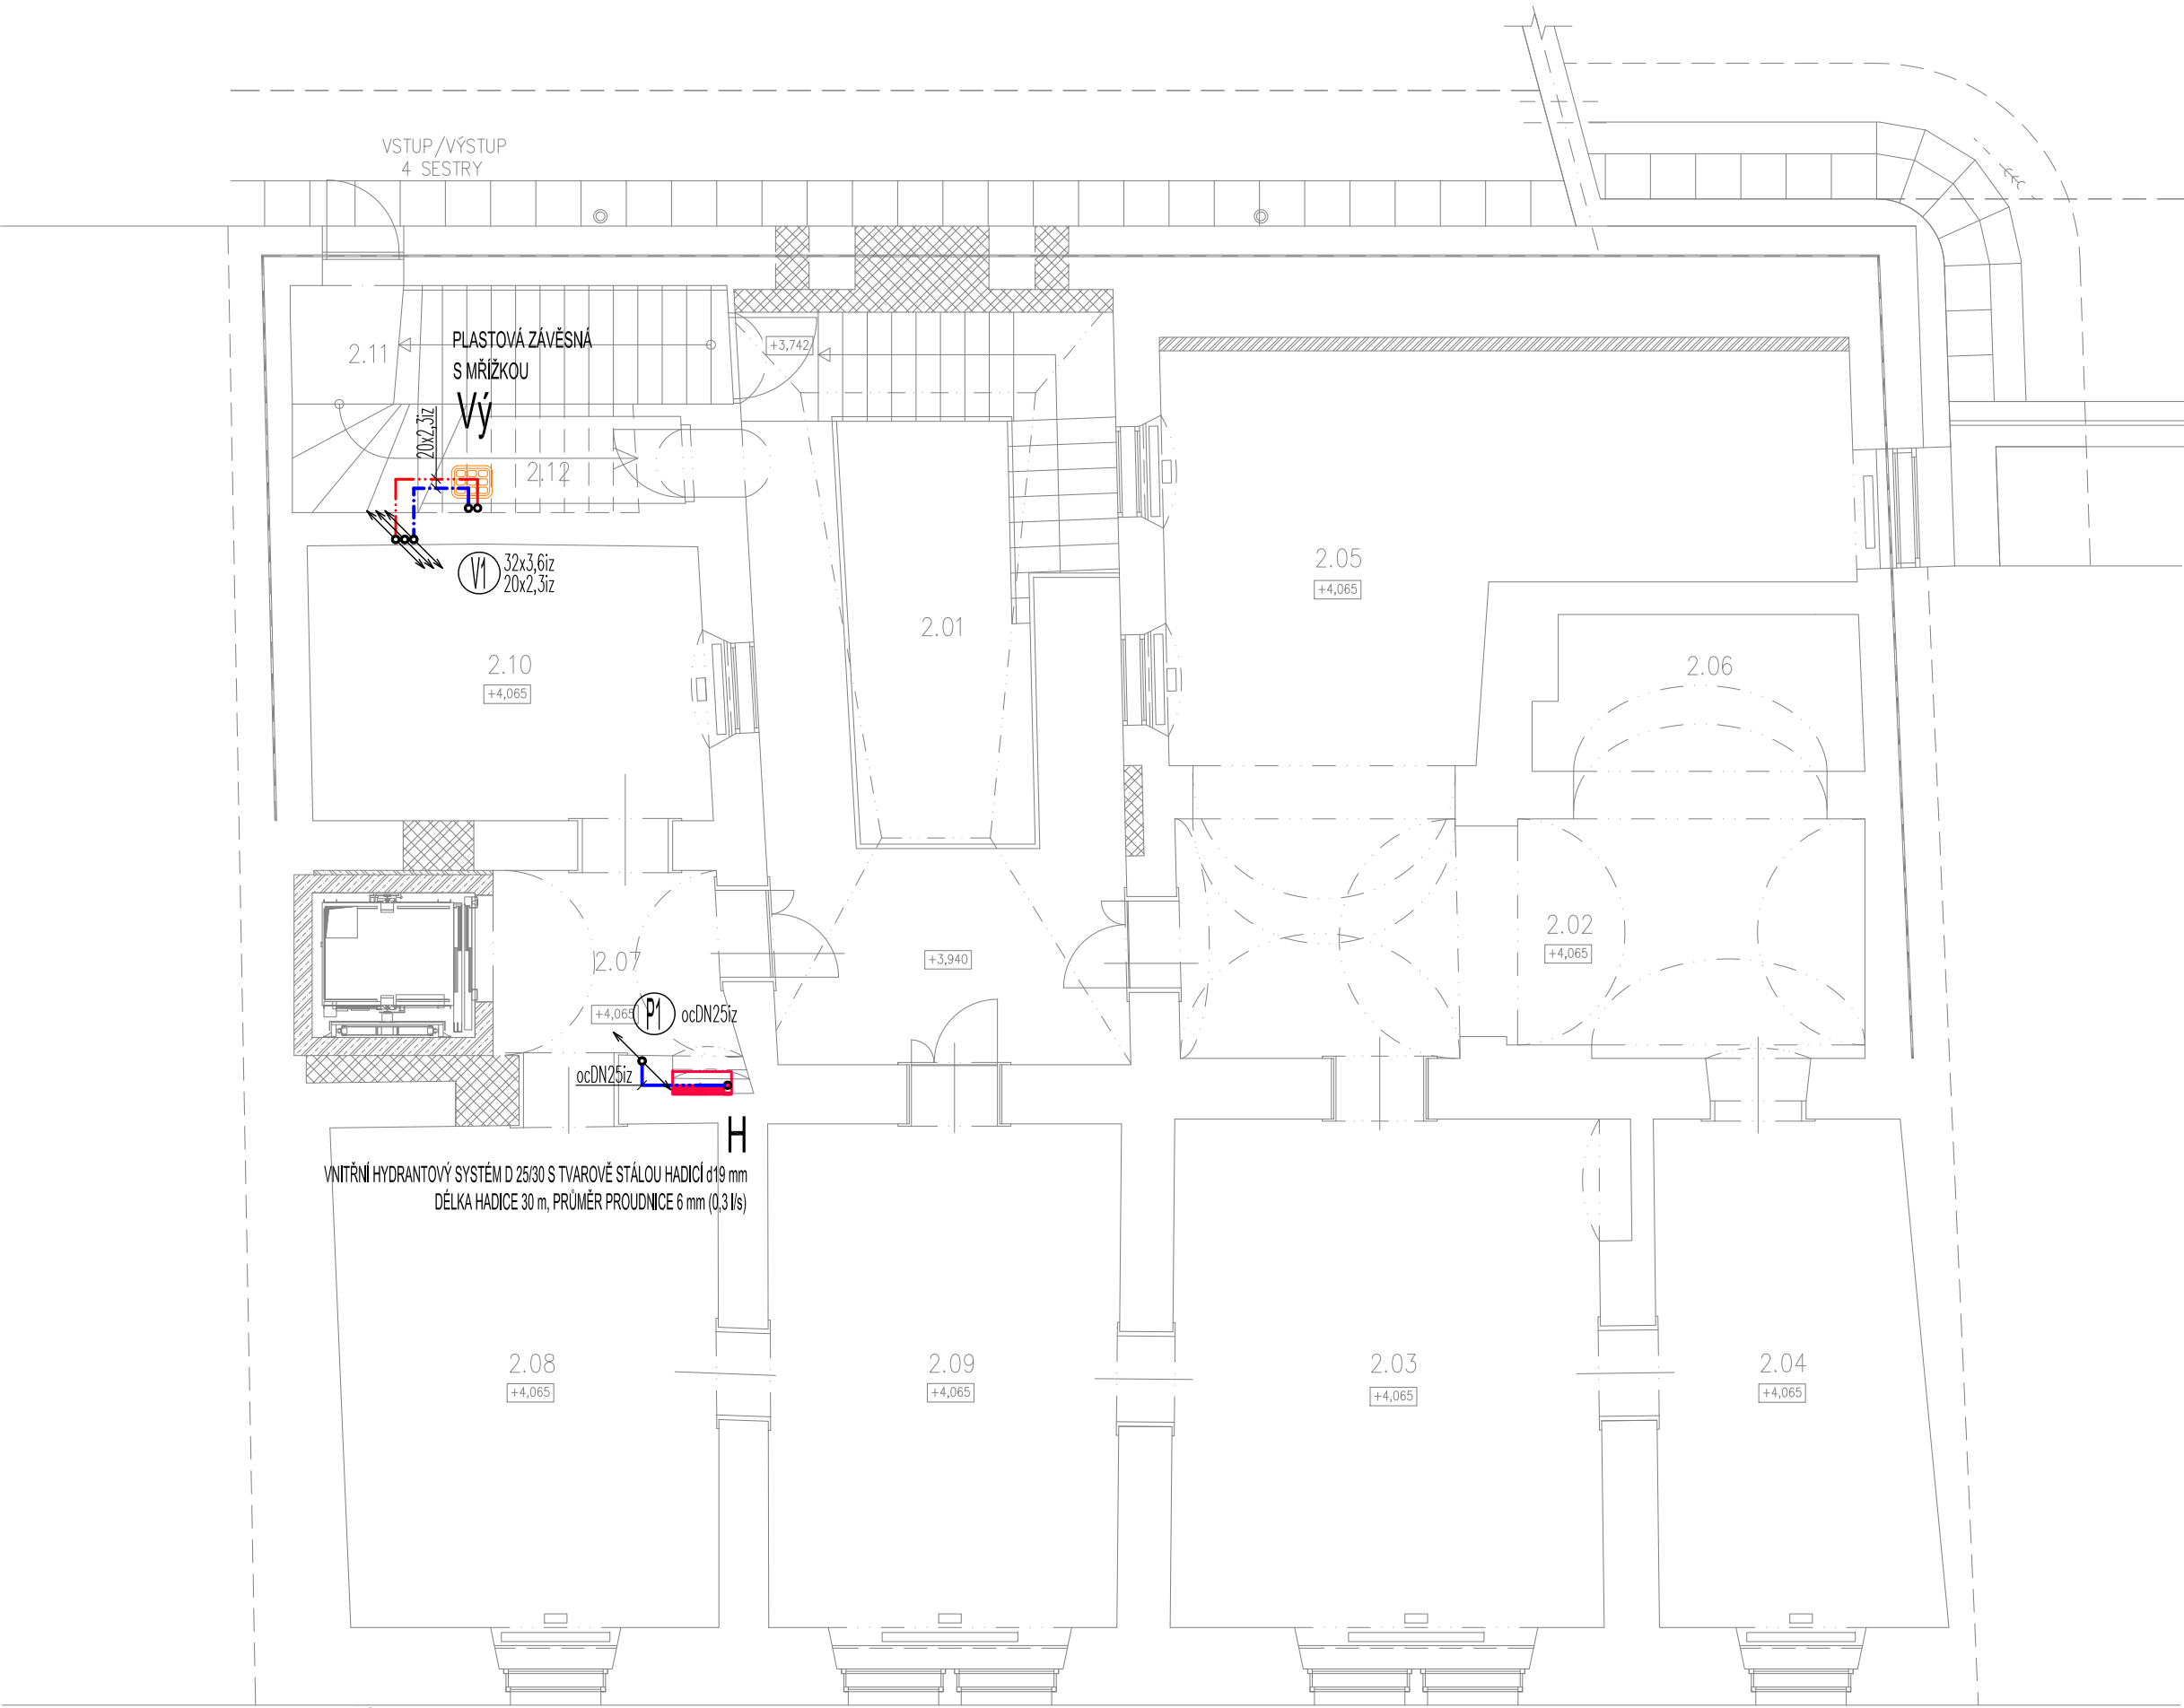 VSTUP/VÝSTUP
4 SESTRY
2.11
PLASTOVÁ ZÁVĚSNÁ
S MŘÍŽKOU
Vý
20x2,3iz
2.12
+3,742
V1
32x3,6iz
20x2,3iz
2.05
+4,065
2.01
2.10
+4,065
2.06
2.02
+4,065
2.07
+4,065
+3,940
P1
ocDN25iz
ocDN25iz
H
VNITŘNÍ HYDRANTOVÝ SYSTÉM D 25/30 S TVAROVĚ STÁLOU HADICÍ d19 mm
DÉLKA HADICE 30 m, PRŮMĚR PROUDNICE 6 mm (0,3 l/s)
2.08
+4,065
2.09
+4,065
2.03
+4,065
2.04
+4,065